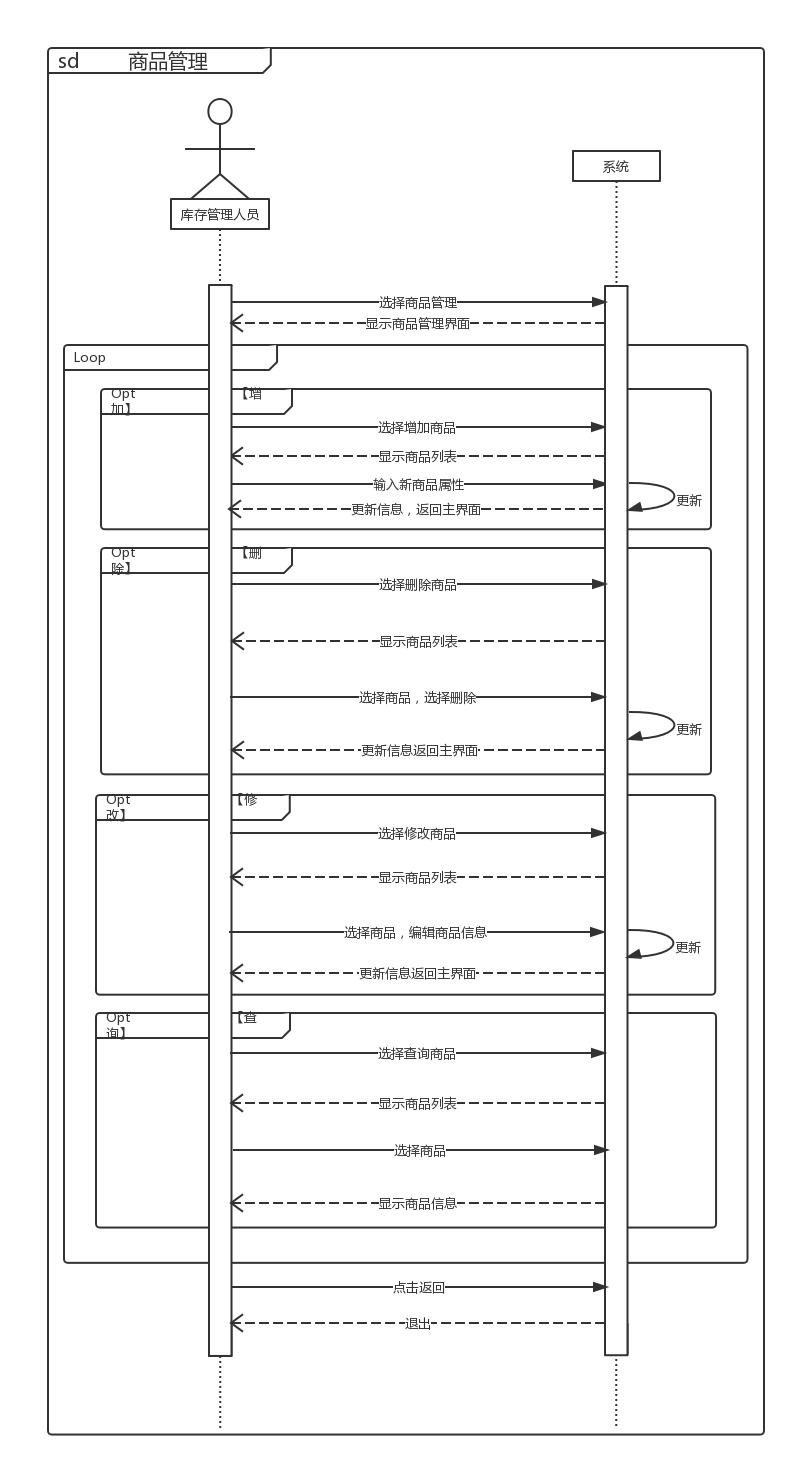 sd 商品管理
系统
库存管理人员
选择商品管理
显示商品管理界面
Loop
Opt 【增
加】
选择增加商品
显示商品列表
输入新商品属性
更新
更新信息，返回主界面
Opt 【删
除】
选择删除商品
显示商品列表
选择商品，选择删除
更新
更新信息返回主界面
Opt 【修
改】
选择修改商品
显示商品列表
选择商品，编辑商品信息
更新
更新信息返回主界面
Opt 【查
询】
选择查询商品
显示商品列表
选择商品
显示商品信息
点击返回
退出